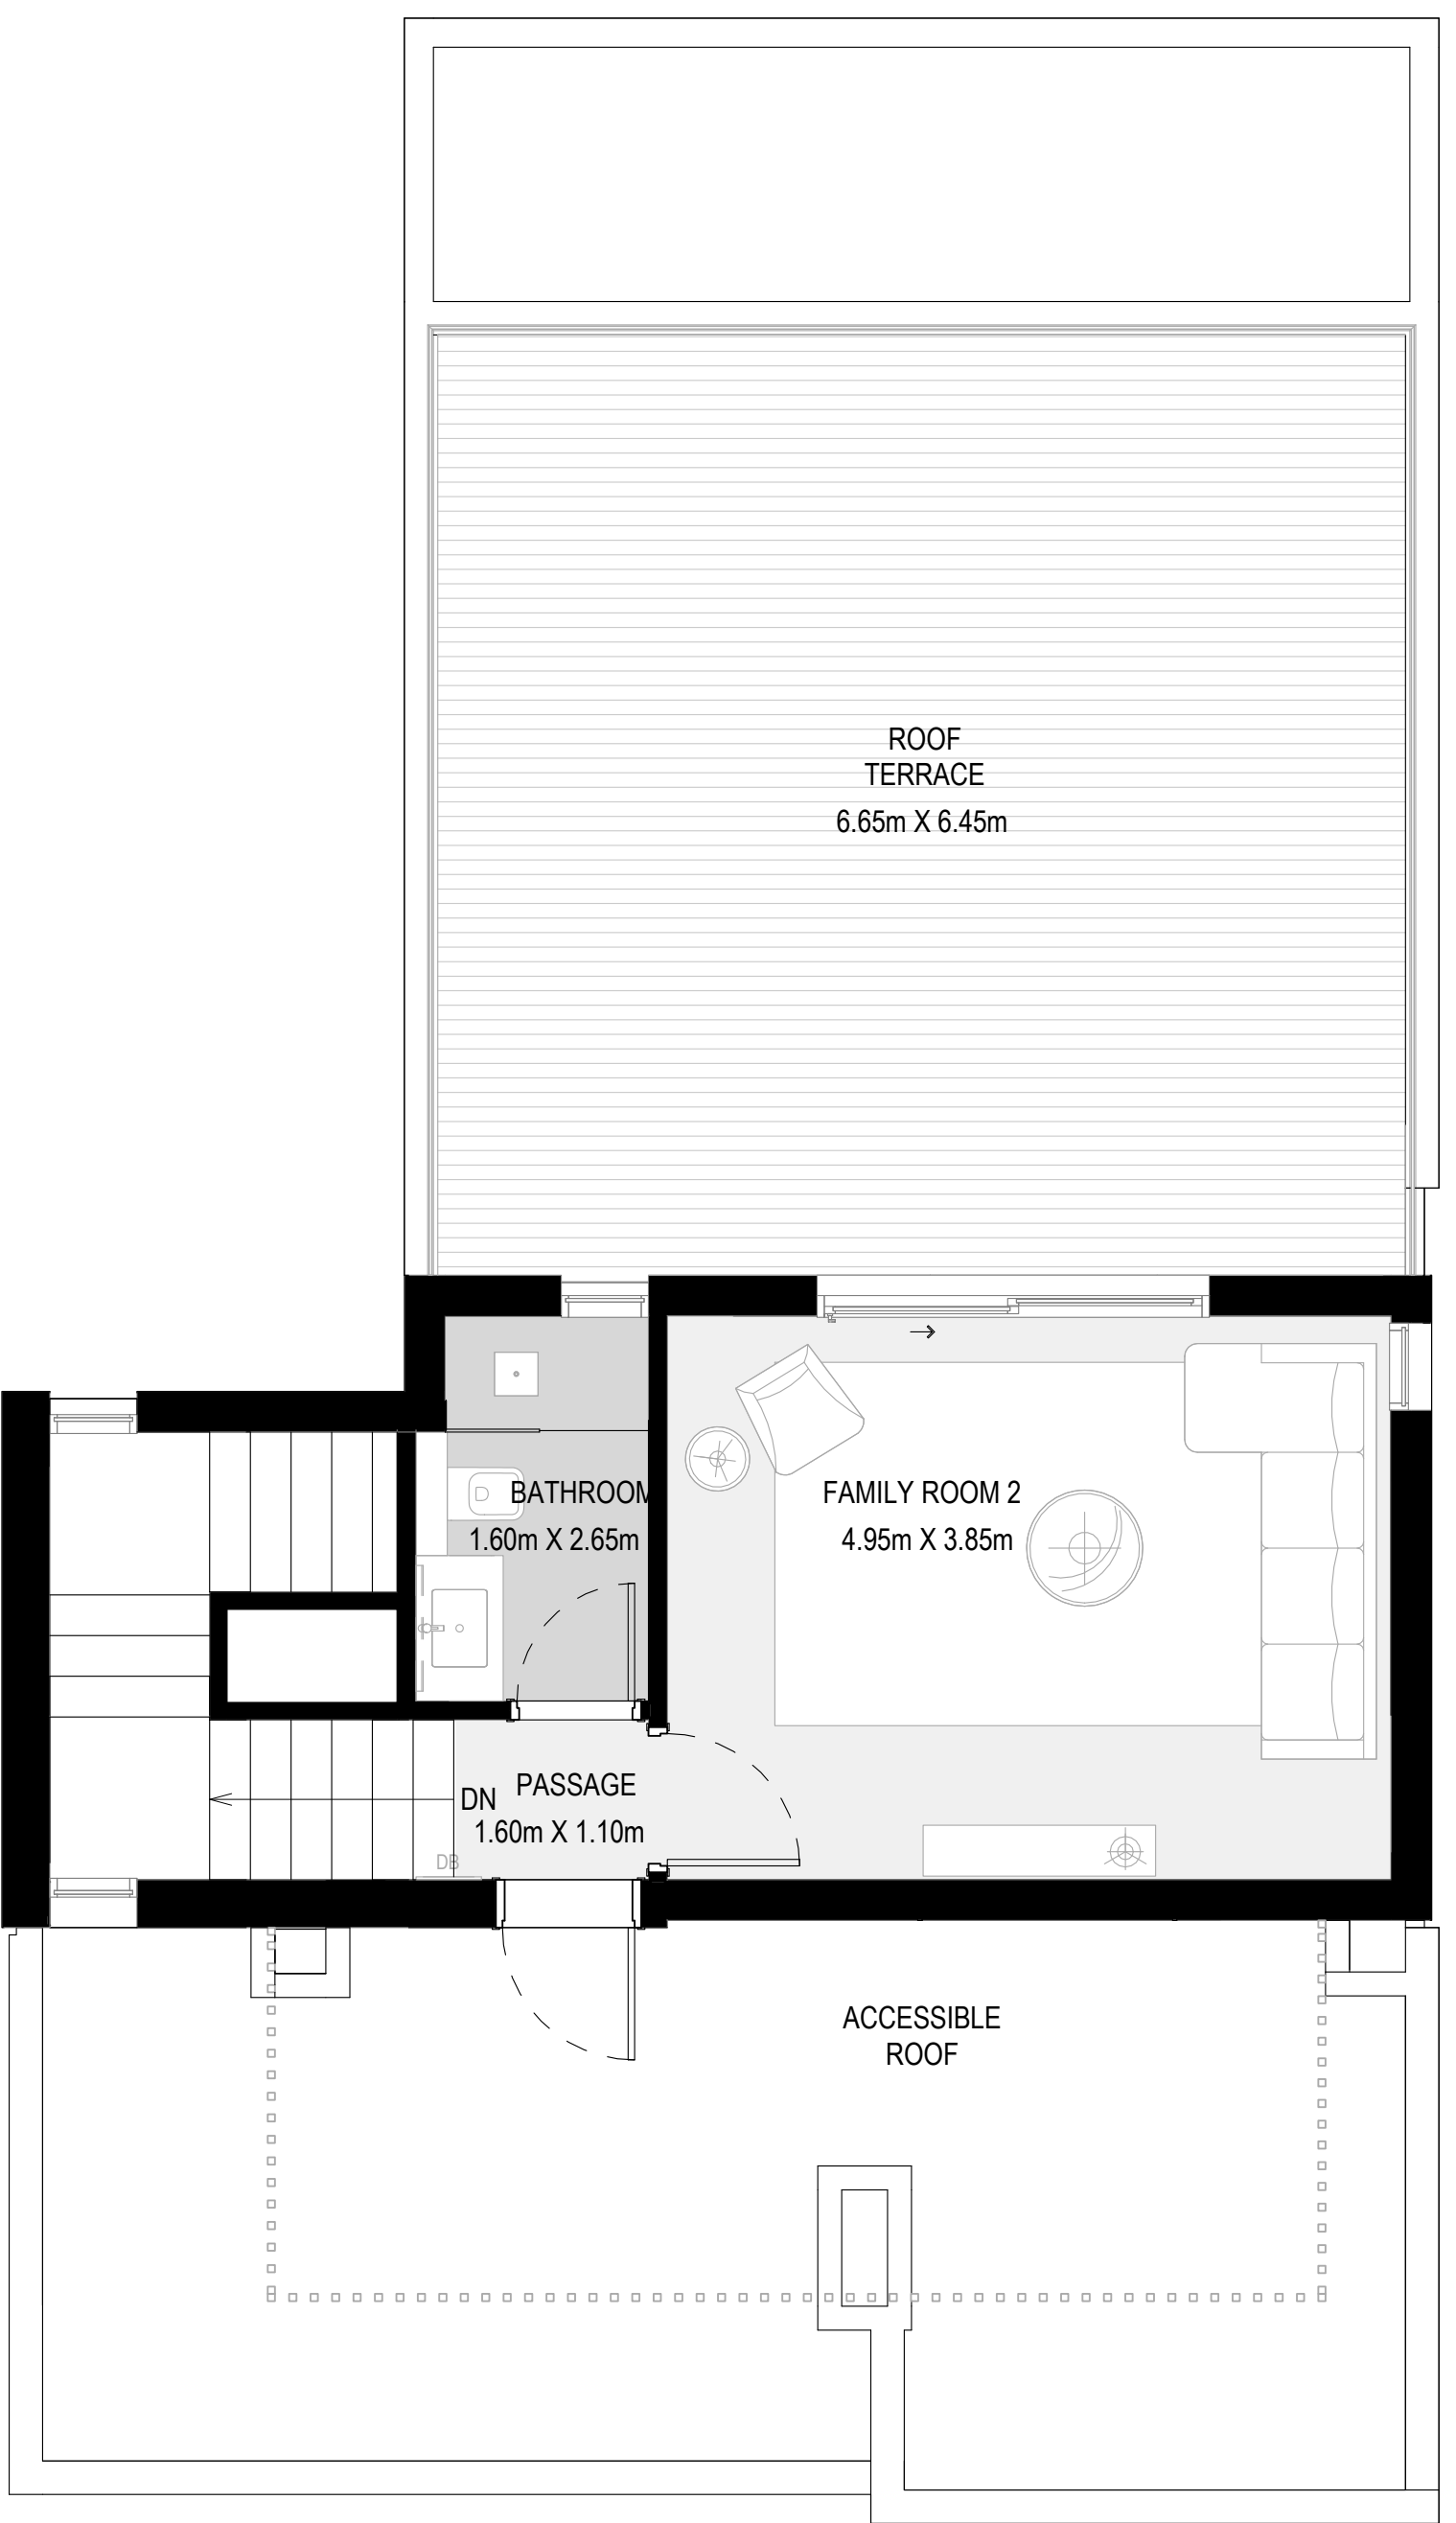 ROOF
TERRACE
6.65m X 6.45m
BATHROOM
1.60m X 2.65m
FAMILY ROOM 2
4.95m X 3.85m
PASSAGE
DN
1.60m X 1.10m
DB
ACCESSIBLE
ROOF